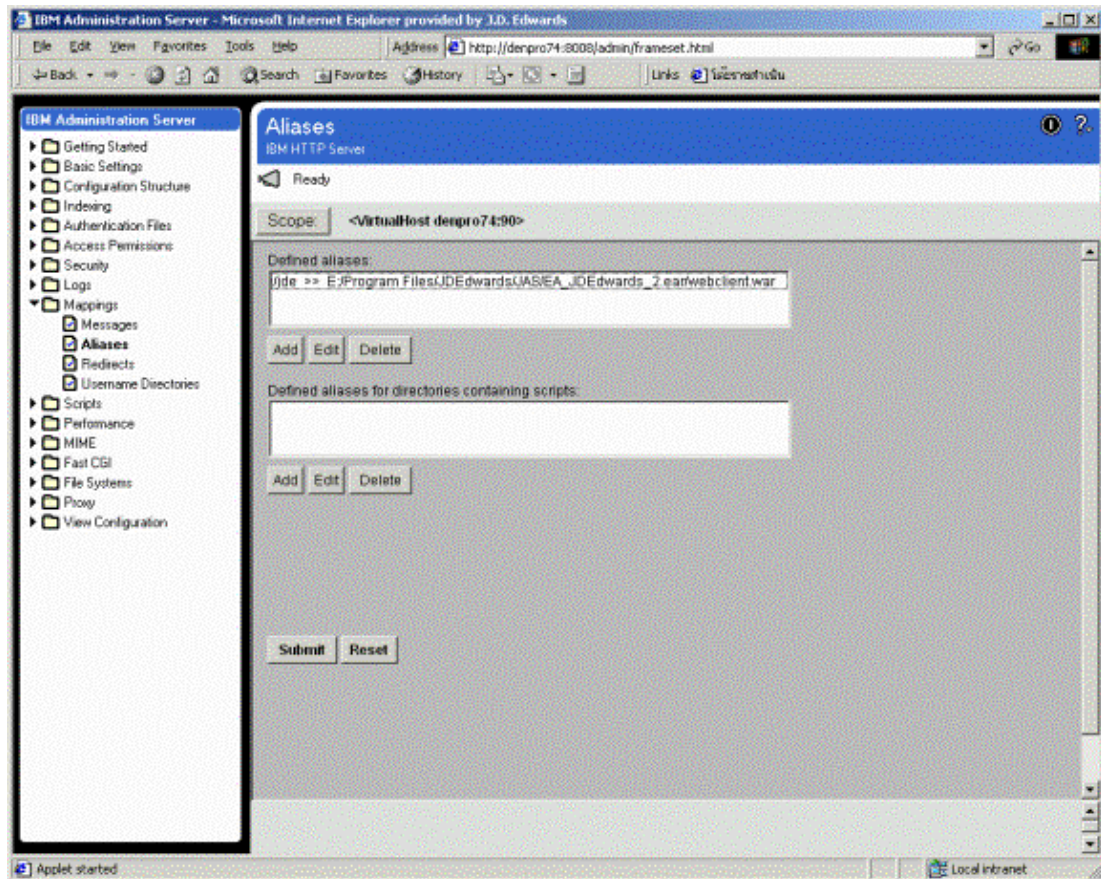 IBM Administration Server - Microsoft Internet Explorer provided by J.D. Edwards
File Edit View Favorites Tools Help Address http://denpro74:8008/admin/frameset.html Go
Back Search Favorites History Links
IBM Administration Server
Getting Started
Basic Settings
Configuration Structure
Indexing
Authentication Files
Access Permissions
Security
Logs
Mappings
Messages
Aliases
Redirects
Username Directories
Scripts
Performance
MIME
Fast CGI
File Systems
Proxy
View Configuration
Aliases
IBM HTTP Server
Ready
Scope: <VirtualHost denpro74:90>
Defined aliases:
/jde >> E:/Program Files/JDEdwards/JAS/EA_JDEdwards_2.ear/webclient.war
Add Edit Delete
Defined aliases for directories containing scripts:
Add Edit Delete
Submit Reset
Applet started Local intranet